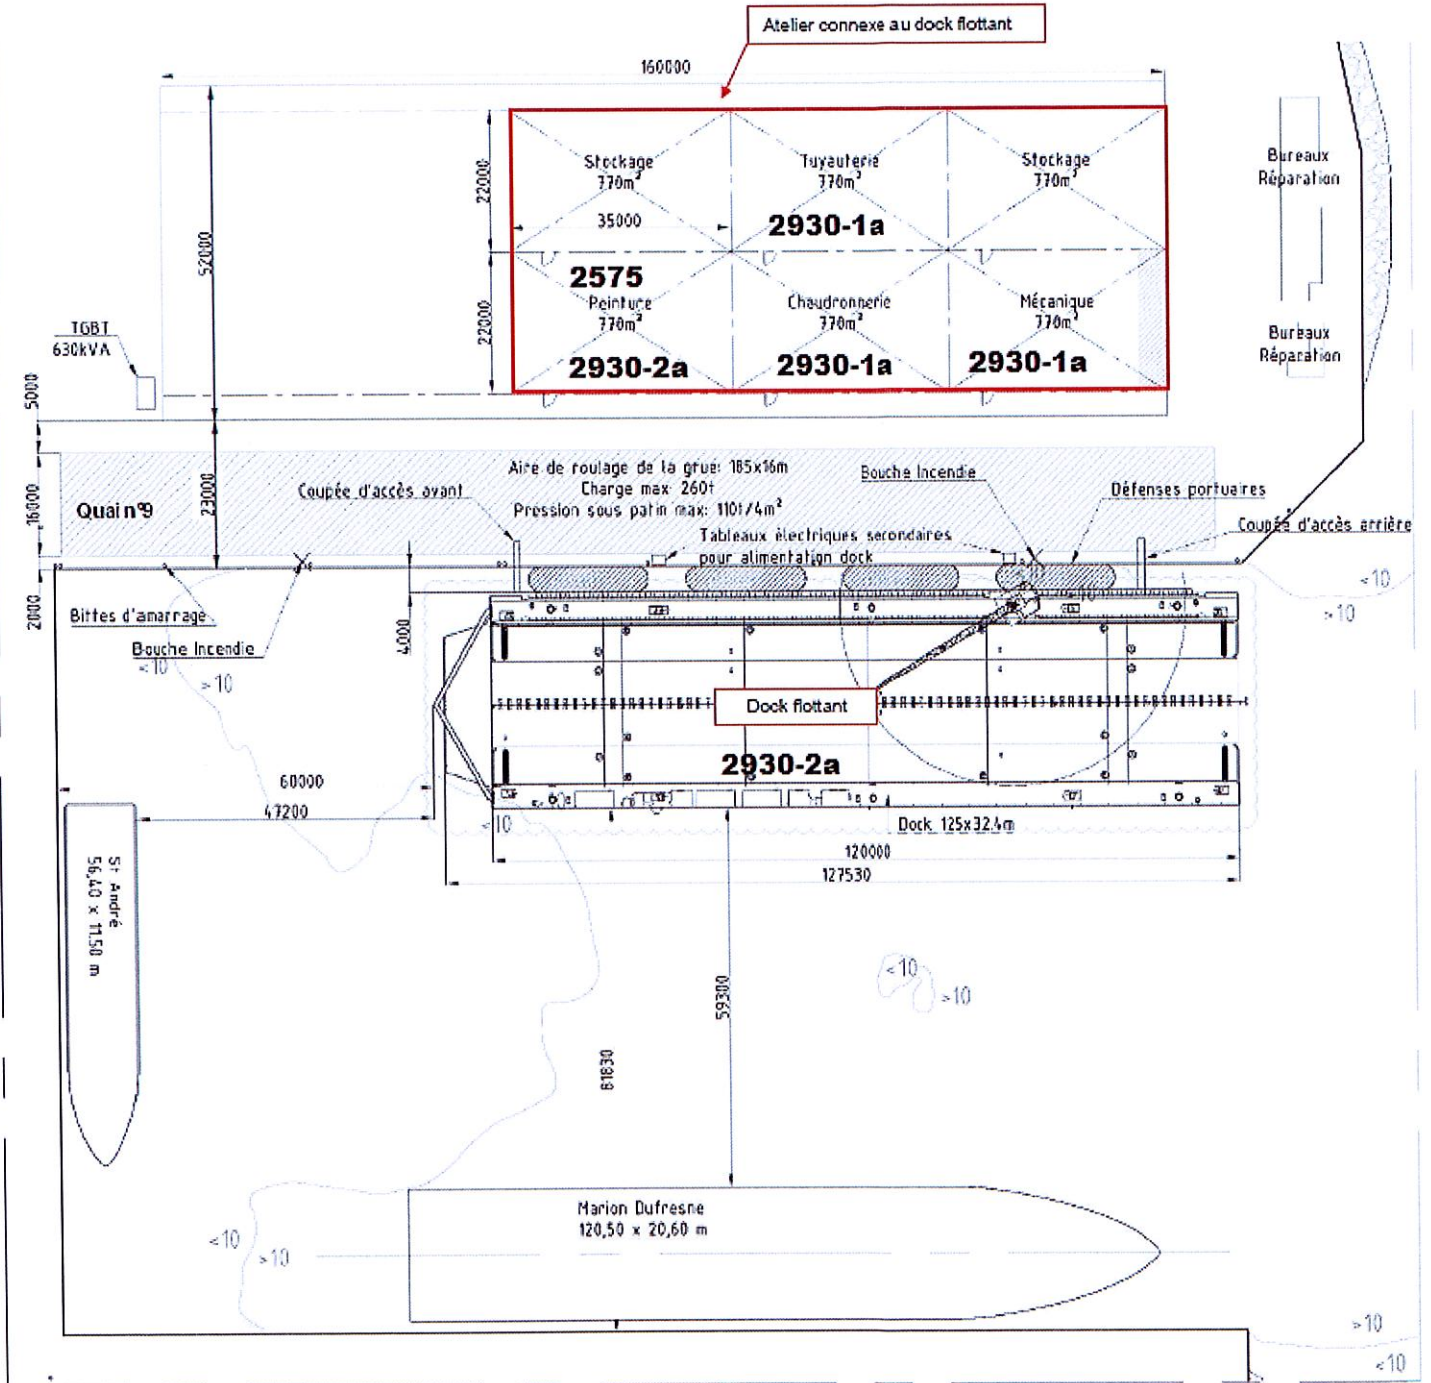 Atelier connexe au dock flottant
160000
Stockage
770m²
Tuyauterie
770m²
Stockage
770m²
Bureaux
Réparation
22000
35000
2930-1a
52000
2575
Peinture
770m²
Chaudronnerie
770m²
Mécanique
770m²
22000
TGBT
630kVA
2930-2a
2930-1a
2930-1a
Bureaux
Réparation
5000
Aire de roulage de la grue: 185x16m
Charge max: 260t
Pression sous patin max: 110t/4m²
Bouche Incendie
Coupée d'accès avant
Défenses portuaires
16000
Quai n°9
23000
Tableaux électriques secondaires
pour alimentation dock
Coupée d'accès arrière
<10
>10
2000
Bittes d'amarrage
4000
Bouche Incendie
<10
>10
Dock flottant
2930-2a
60000
47200
<10
Dock 125x32.4m
120000
127530
St André
56,40 x 11,50 m
59300
<10
>10
81830
Marion Dufresne
120,50 x 20,60 m
<10
>10
>10
<10